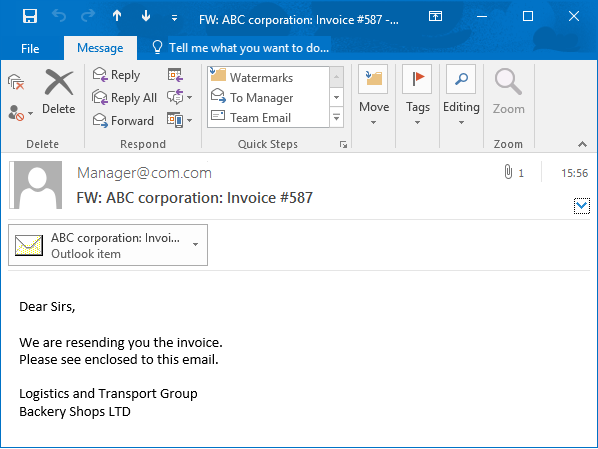 FW: ABC corporation: Invoice #587 -...
File
Message
Tell me what you want to do...
Delete
Reply
Reply All
Forward
Watermarks
To Manager
Team Email
Move
Tags
Editing
Zoom
Delete
Respond
Quick Steps
Zoom
Manager@com.com
1
15:56
FW: ABC corporation: Invoice #587
ABC corporation: Invoi...
Outlook item
Dear Sirs,
We are resending you the invoice.
Please see enclosed to this email.
Logistics and Transport Group
Backery Shops LTD